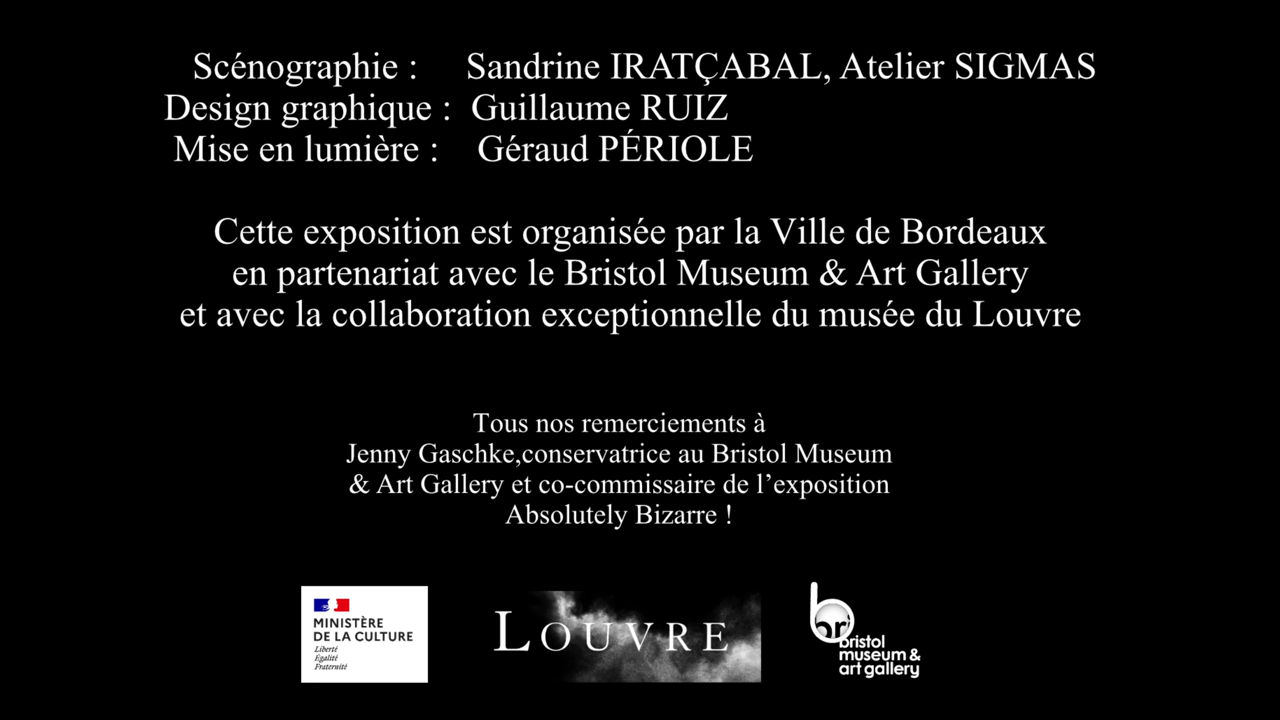 Scénographie : Sandrine IRATÇABAL, Atelier SIGMAS
Design graphique : Guillaume RUIZ
Mise en lumière : Géraud PÉRIOLE
Cette exposition est organisée par la Ville de Bordeaux
en partenariat avec le Bristol Museum & Art Gallery
et avec la collaboration exceptionnelle du musée du Louvre
Tous nos remerciements à
Jenny Gaschke,conservatrice au Bristol Museum
& Art Gallery et co-commissaire de l’exposition
Absolutely Bizarre !
MINISTÈRE
DE LA CULTURE
Liberté
Égalité
Fraternité
LOUVRE
bristol
museum &
art gallery